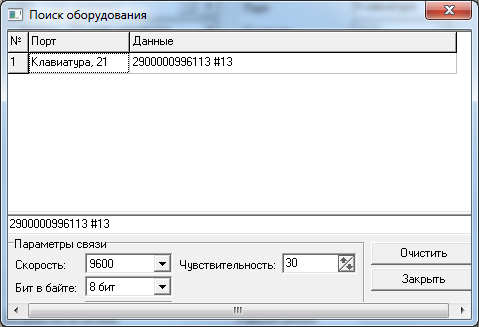 Поиск оборудования
№ Порт Данные
1 Клавиатура, 21 2900000996113 #13
2900000996113 #13
Параметры связи
Скорость: 9600 Чувствительность: 30 Очистить
Бит в байте: 8 бит Закрыть